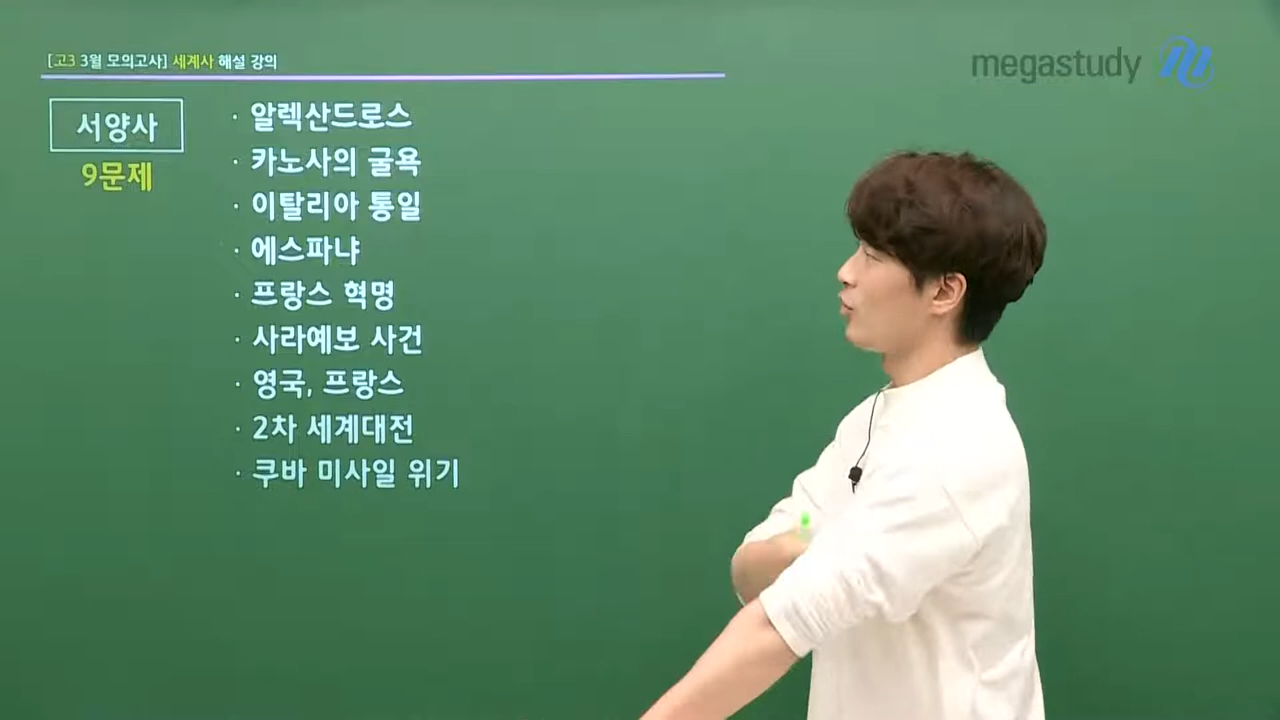 [고3 3월 모의고사] 세계사 해설 강의
megastudy
서양사
9문제
· 알렉산드로스
· 카노사의 굴욕
· 이탈리아 통일
· 에스파냐
· 프랑스 혁명
· 사라예보 사건
· 영국, 프랑스
· 2차 세계대전
· 쿠바 미사일 위기